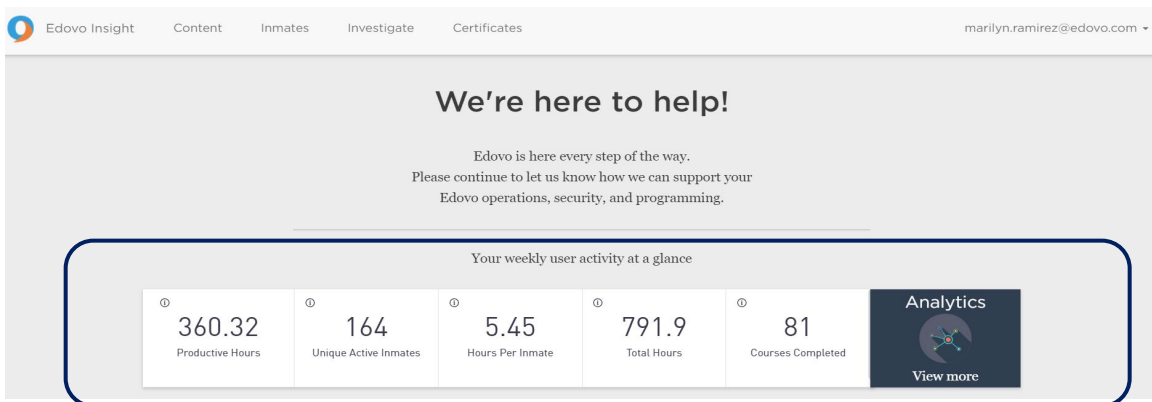 Edovo Insight Content Inmates Investigate Certificates marilyn.ramirez@edovo.com
We're here to help!
Edovo is here every step of the way.
Please continue to let us know how we can support your
Edovo operations, security, and programming.
Your weekly user activity at a glance
360.32
Productive Hours
164
Unique Active Inmates
5.45
Hours Per Inmate
791.9
Total Hours
81
Courses Completed
Analytics
View more